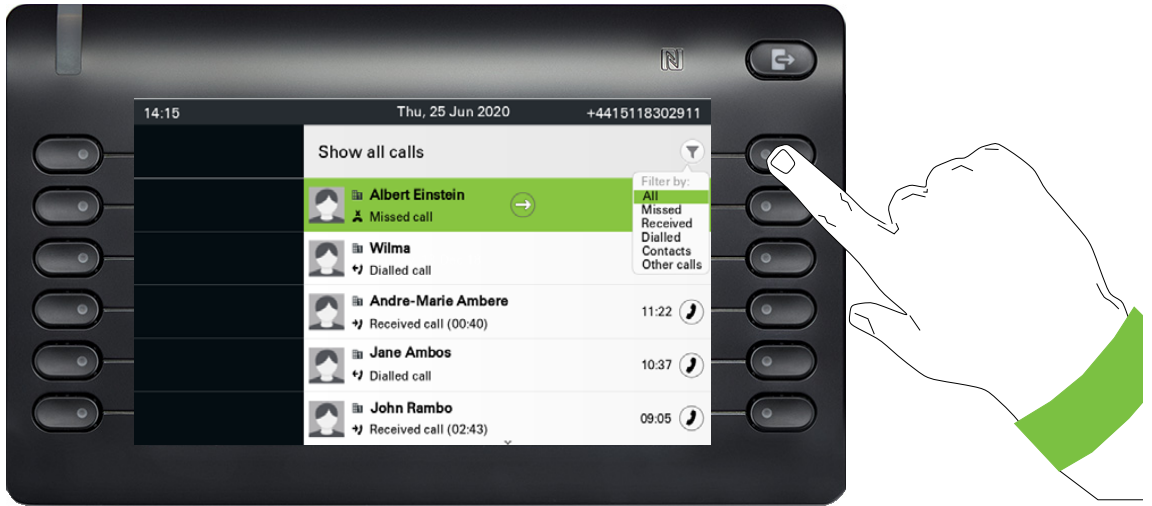 14:15 Thu, 25 Jun 2020 +4415118302911
Show all calls
Filter by:
All
Missed
Received
Dialled
Contacts
Other calls
Albert Einstein
Missed call
Wilma
Dialled call
Andre-Marie Ambere
Received call (00:40)
11:22
Jane Ambos
Dialled call
10:37
John Rambo
Received call (02:43)
09:05